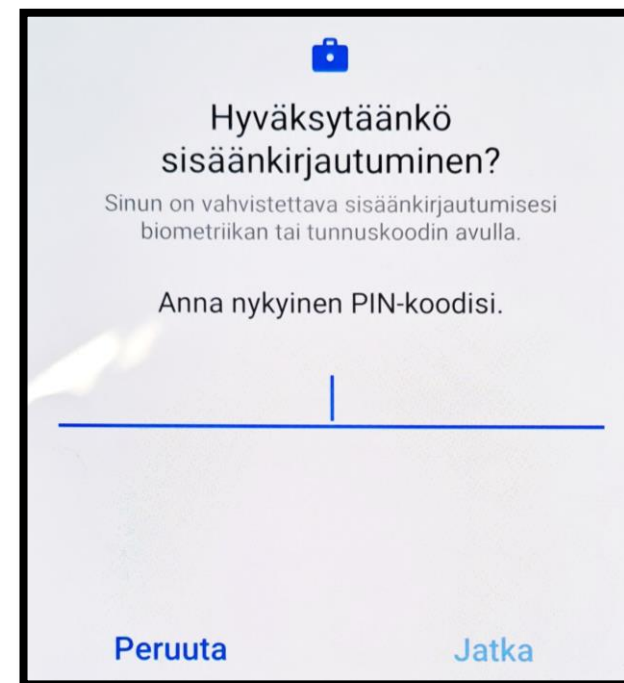 Hyväksytäänkö
sisäänkirjautuminen?
Sinun on vahvistettava sisäänkirjautumisesi
biometriikan tai tunnuskoodin avulla.
Anna nykyinen PIN-koodisi.
Peruuta
Jatka